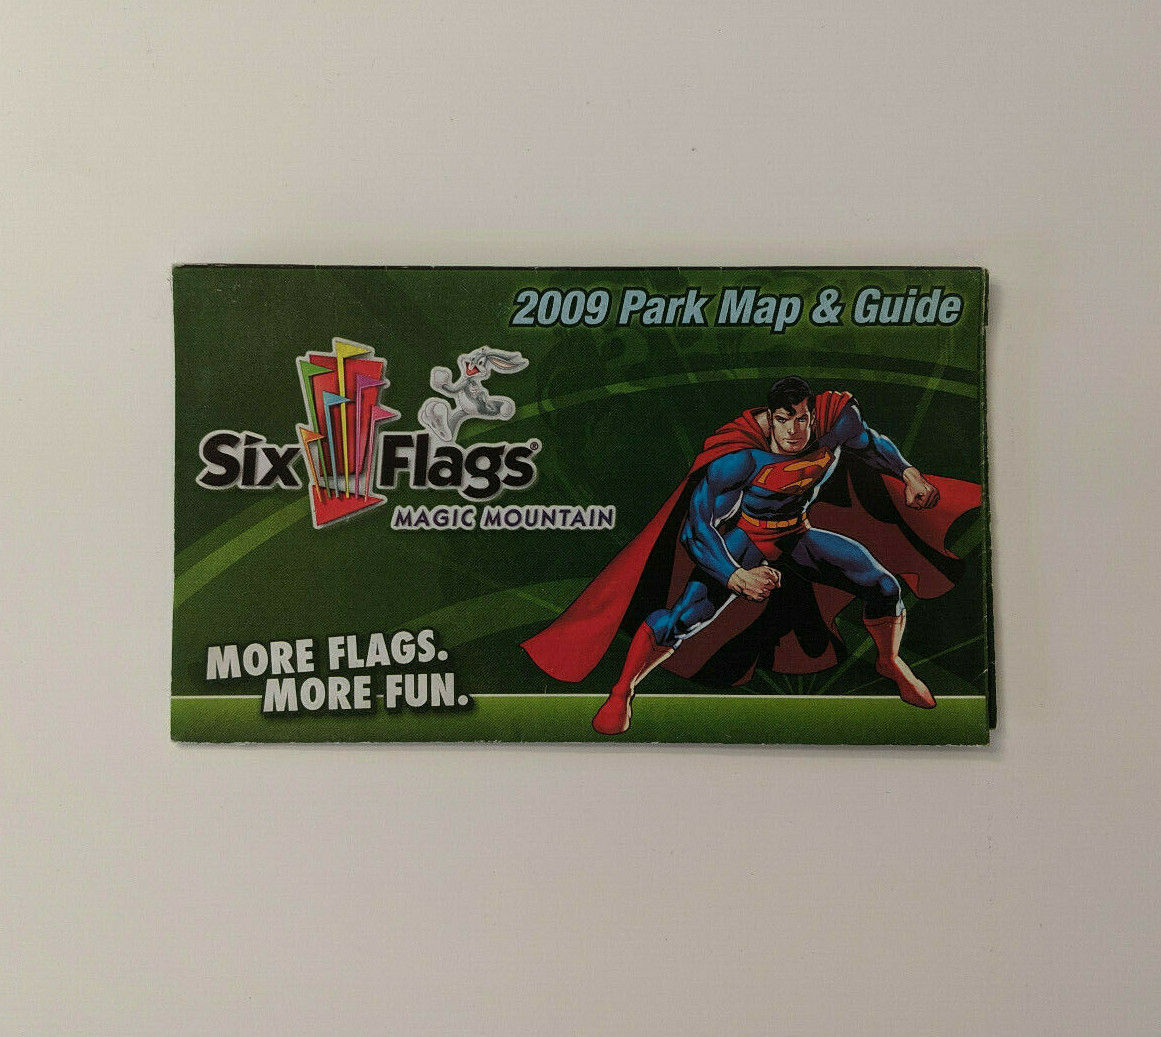 2009 Park Map & Guide
Six Flags®
MAGIC MOUNTAIN
MORE FLAGS.
MORE FUN.